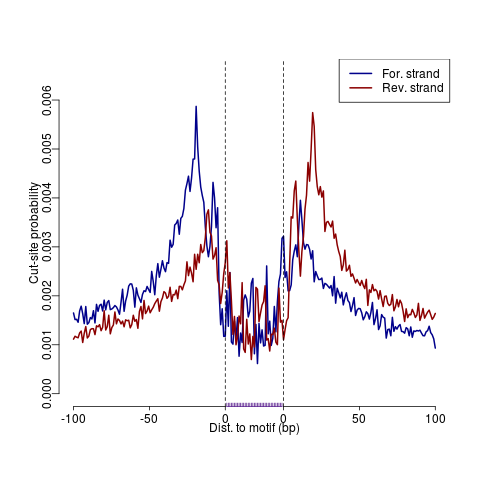 For. strand
Rev. strand
Cut-site probability
0.006
0.005
0.004
0.003
0.002
0.001
0.000
-100 -50 0 0 50 100
Dist. to motif (bp)